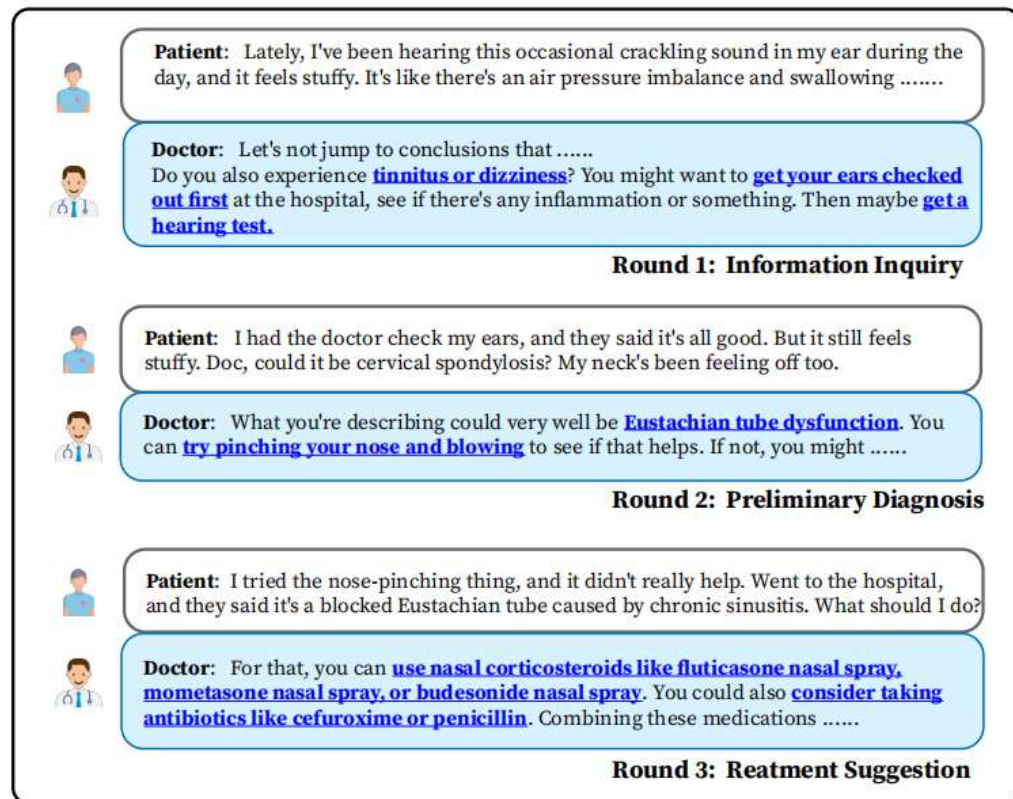 Patient: Lately, I've been hearing this occasional crackling sound in my ear during the
day, and it feels stuffy. It's like there's an air pressure imbalance and swallowing .......
Doctor: Let's not jump to conclusions that ......
Do you also experience tinnitus or dizziness? You might want to get your ears checked
out first at the hospital, see if there's any inflammation or something. Then maybe get a
hearing test.
Round 1: Information Inquiry
Patient: I had the doctor check my ears, and they said it's all good. But it still feels
stuffy. Doc, could it be cervical spondylosis? My neck's been feeling off too.
Doctor: What you're describing could very well be Eustachian tube dysfunction. You
can try pinching your nose and blowing to see if that helps. If not, you might ......
Round 2: Preliminary Diagnosis
Patient: I tried the nose-pinching thing, and it didn't really help. Went to the hospital,
and they said it's a blocked Eustachian tube caused by chronic sinusitis. What should I do?
Doctor: For that, you can use nasal corticosteroids like fluticasone nasal spray,
mometasone nasal spray, or budesonide nasal spray. You could also consider taking
antibiotics like cefuroxime or penicillin. Combining these medications ......
Round 3: Reatment Suggestion